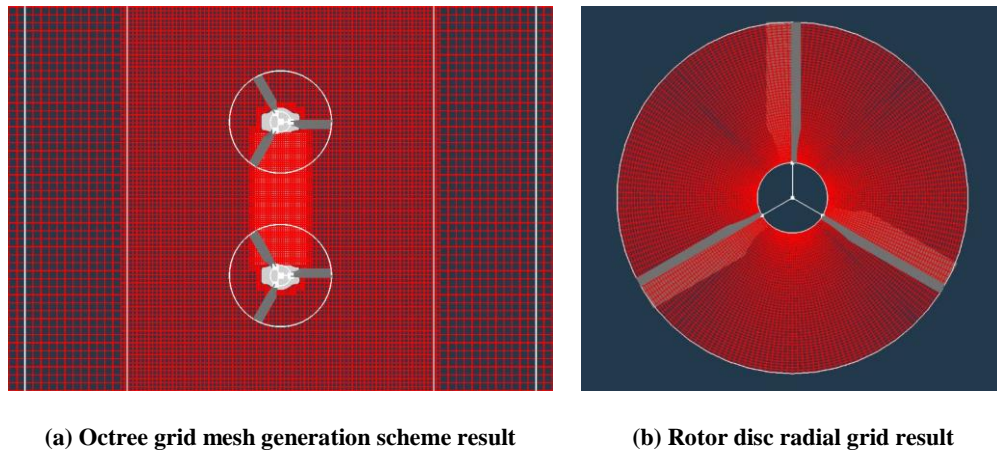 (a) Octree grid mesh generation scheme result
(b) Rotor disc radial grid result